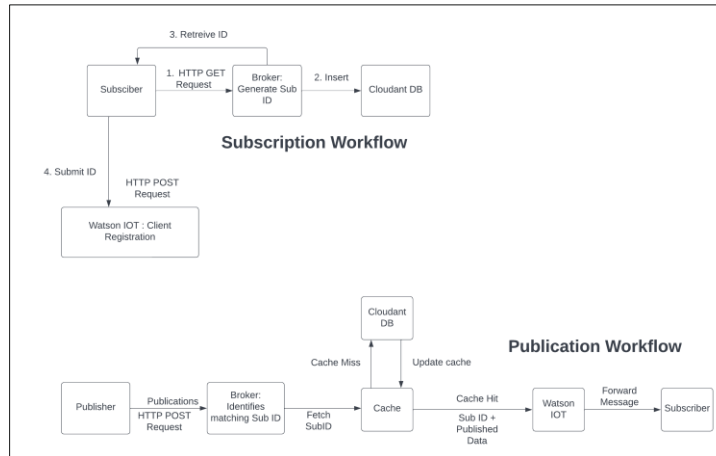 3. Retreive ID
Subsciber
1. HTTP GET
Request
Broker:
Generate Sub
ID
2. Insert
Cloudant DB
Subscription Workflow
4. Submit ID
HTTP POST
Request
Watson IOT : Client
Registration
Cloudant
DB
Publication Workflow
Cache Miss
Update cache
Publisher
Publications
HTTP POST
Request
Broker:
Identifies
matching Sub ID
Fetch
SubID
Cache
Cache Hit
Sub ID +
Published
Data
Watson
IOT
Forward
Message
Subscriber